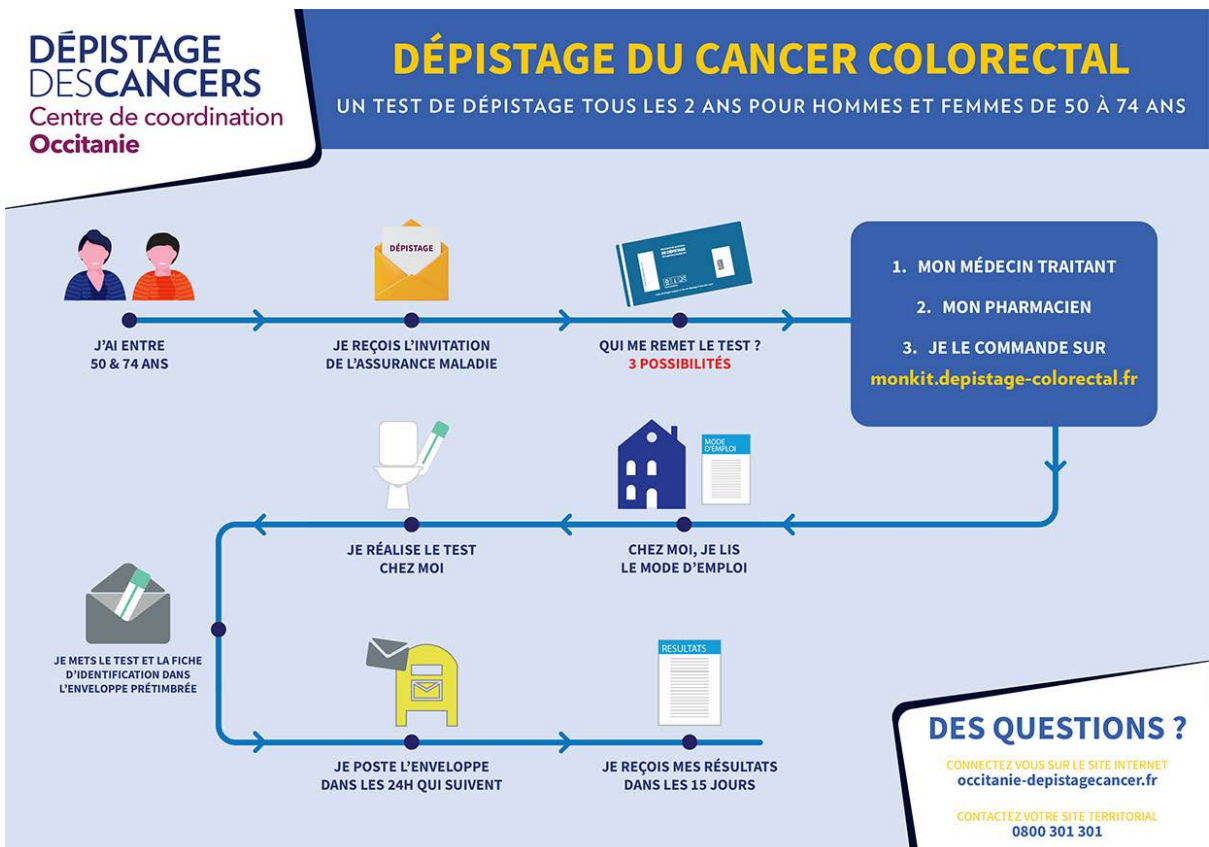 DÉPISTAGE
DESCANCERS
Centre de coordination
Occitanie
DÉPISTAGE DU CANCER COLORECTAL
UN TEST DE DÉPISTAGE TOUS LES 2 ANS POUR HOMMES ET FEMMES DE 50 À 74 ANS
J'AI ENTRE
50 & 74 ANS
DÉPISTAGE
JE REÇOIS L'INVITATION
DE L'ASSURANCE MALADIE
QUI ME REMET LE TEST ?
3 POSSIBILITÉS
1. MON MÉDECIN TRAITANT
2. MON PHARMACIEN
3. JE LE COMMANDE SUR
monkit.depistage-colorectal.fr
MODE
D'EMPLOI
CHEZ MOI, JE LIS
LE MODE D'EMPLOI
JE RÉALISE LE TEST
CHEZ MOI
JE METS LE TEST ET LA FICHE
D'IDENTIFICATION DANS
L'ENVELOPPE PRÉTIMBRÉE
JE POSTE L'ENVELOPPE
DANS LES 24H QUI SUIVENT
RESULTATS
JE REÇOIS MES RÉSULTATS
DANS LES 15 JOURS
DES QUESTIONS ?
CONNECTEZ VOUS SUR LE SITE INTERNET
occitanie-depistagecancer.fr
CONTACTEZ VOTRE SITE TERRITORIAL
0800 301 301